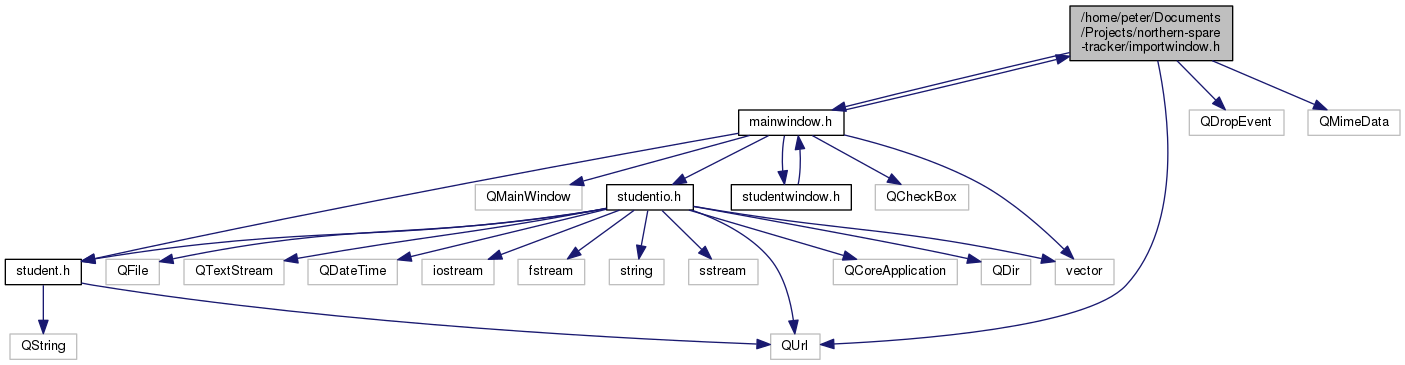 /home/peter/Documents
/Projects/northern-spare
-tracker/importwindow.h
mainwindow.h
QDropEvent
QMimeData
QMainWindow
studentio.h
studentwindow.h
QCheckBox
student.h
QFile
QTextStream
QDateTime
iostream
fstream
string
sstream
QCoreApplication
QDir
vector
QString
QUrl